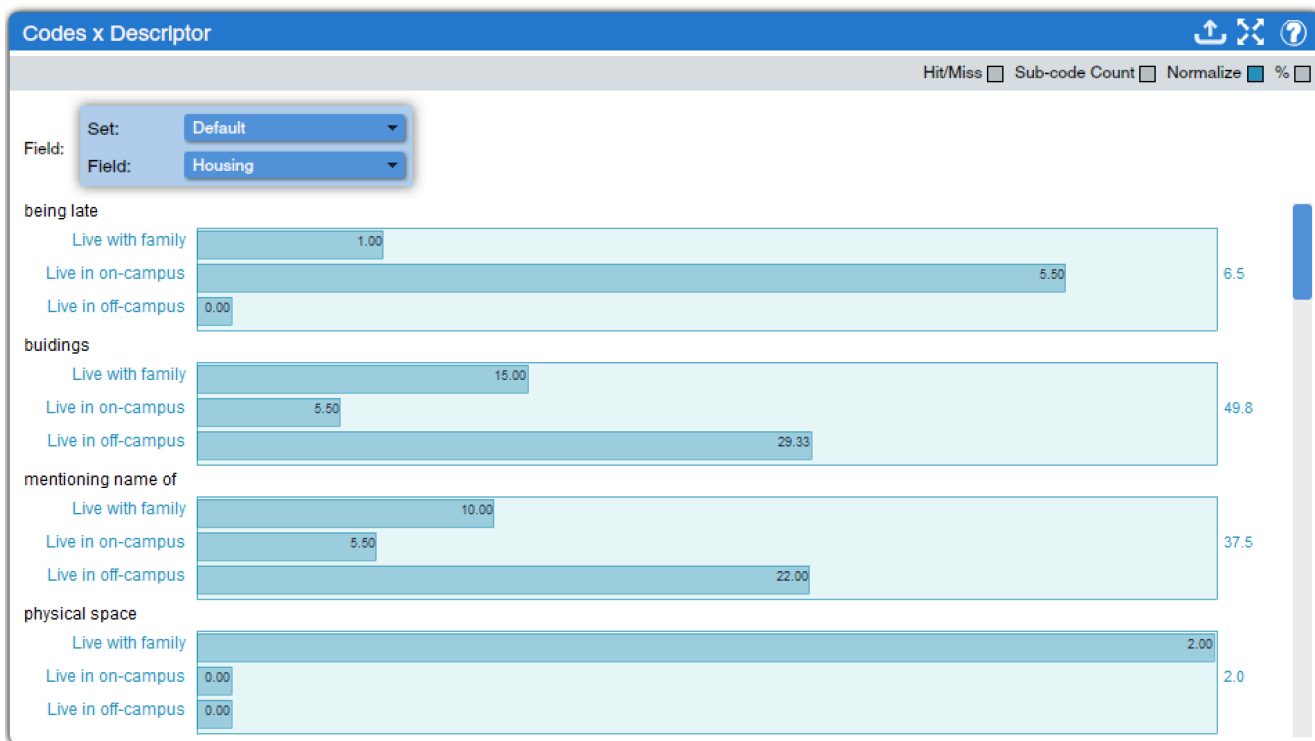 Codes x Descriptor
Hit/Miss Sub-code Count Normalize %
Field:
Set: Default
Field: Housing
being late
Live with family 1.00
Live in on-campus 5.50 6.5
Live in off-campus 0.00
buidings
Live with family 15.00
Live in on-campus 5.50 49.8
Live in off-campus 29.33
mentioning name of
Live with family 10.00
Live in on-campus 5.50 37.5
Live in off-campus 22.00
physical space
Live with family 2.00
Live in on-campus 0.00 2.0
Live in off-campus 0.00